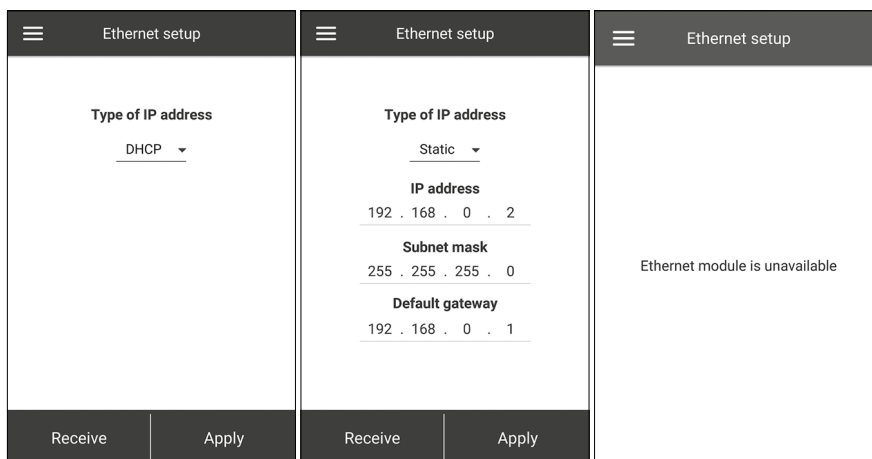 Ethernet setup
Type of IP address
DHCP
Receive
Apply
Ethernet setup
Type of IP address
Static
IP address
192 . 168 . 0 . 2
Subnet mask
255 . 255 . 255 . 0
Default gateway
192 . 168 . 0 . 1
Receive
Apply
Ethernet setup
Ethernet module is unavailable